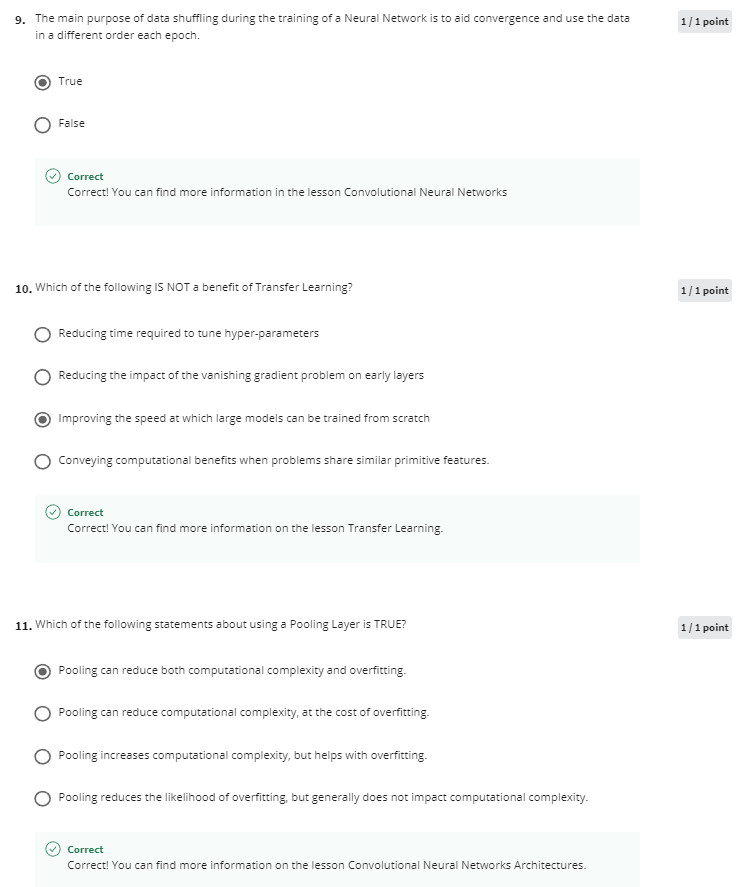 9. The main purpose of data shuffling during the training of a Neural Network is to aid convergence and use the data
in a different order each epoch.
1 / 1 point
True
False
Correct
Correct! You can find more information in the lesson Convolutional Neural Networks
10. Which of the following IS NOT a benefit of Transfer Learning?
1 / 1 point
Reducing time required to tune hyper-parameters
Reducing the impact of the vanishing gradient problem on early layers
Improving the speed at which large models can be trained from scratch
Conveying computational benefits when problems share similar primitive features.
Correct
Correct! You can find more information on the lesson Transfer Learning.
11. Which of the following statements about using a Pooling Layer is TRUE?
1 / 1 point
Pooling can reduce both computational complexity and overfitting.
Pooling can reduce computational complexity, at the cost of overfitting.
Pooling increases computational complexity, but helps with overfitting.
Pooling reduces the likelihood of overfitting, but generally does not impact computational complexity.
Correct
Correct! You can find more information on the lesson Convolutional Neural Networks Architectures.